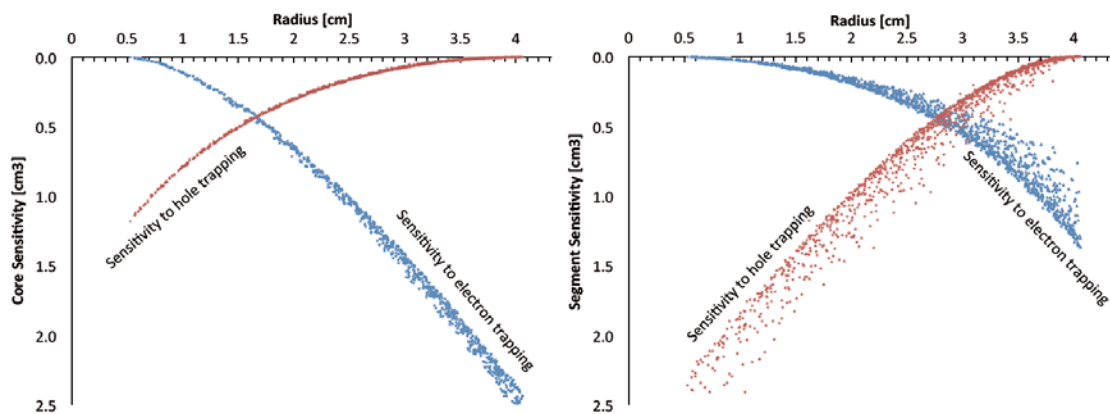 Radius [cm]
0 0.5 1 1.5 2 2.5 3 3.5 4
0.0
0.5
1.0
1.5
2.0
2.5
Core Sensitivity [cm3]
Sensitivity to hole trapping
Sensitivity to electron trapping
Radius [cm]
0 0.5 1 1.5 2 2.5 3 3.5 4
0.0
0.5
1.0
1.5
2.0
2.5
Segment Sensitivity [cm3]
Sensitivity to hole trapping
Sensitivity to electron trapping